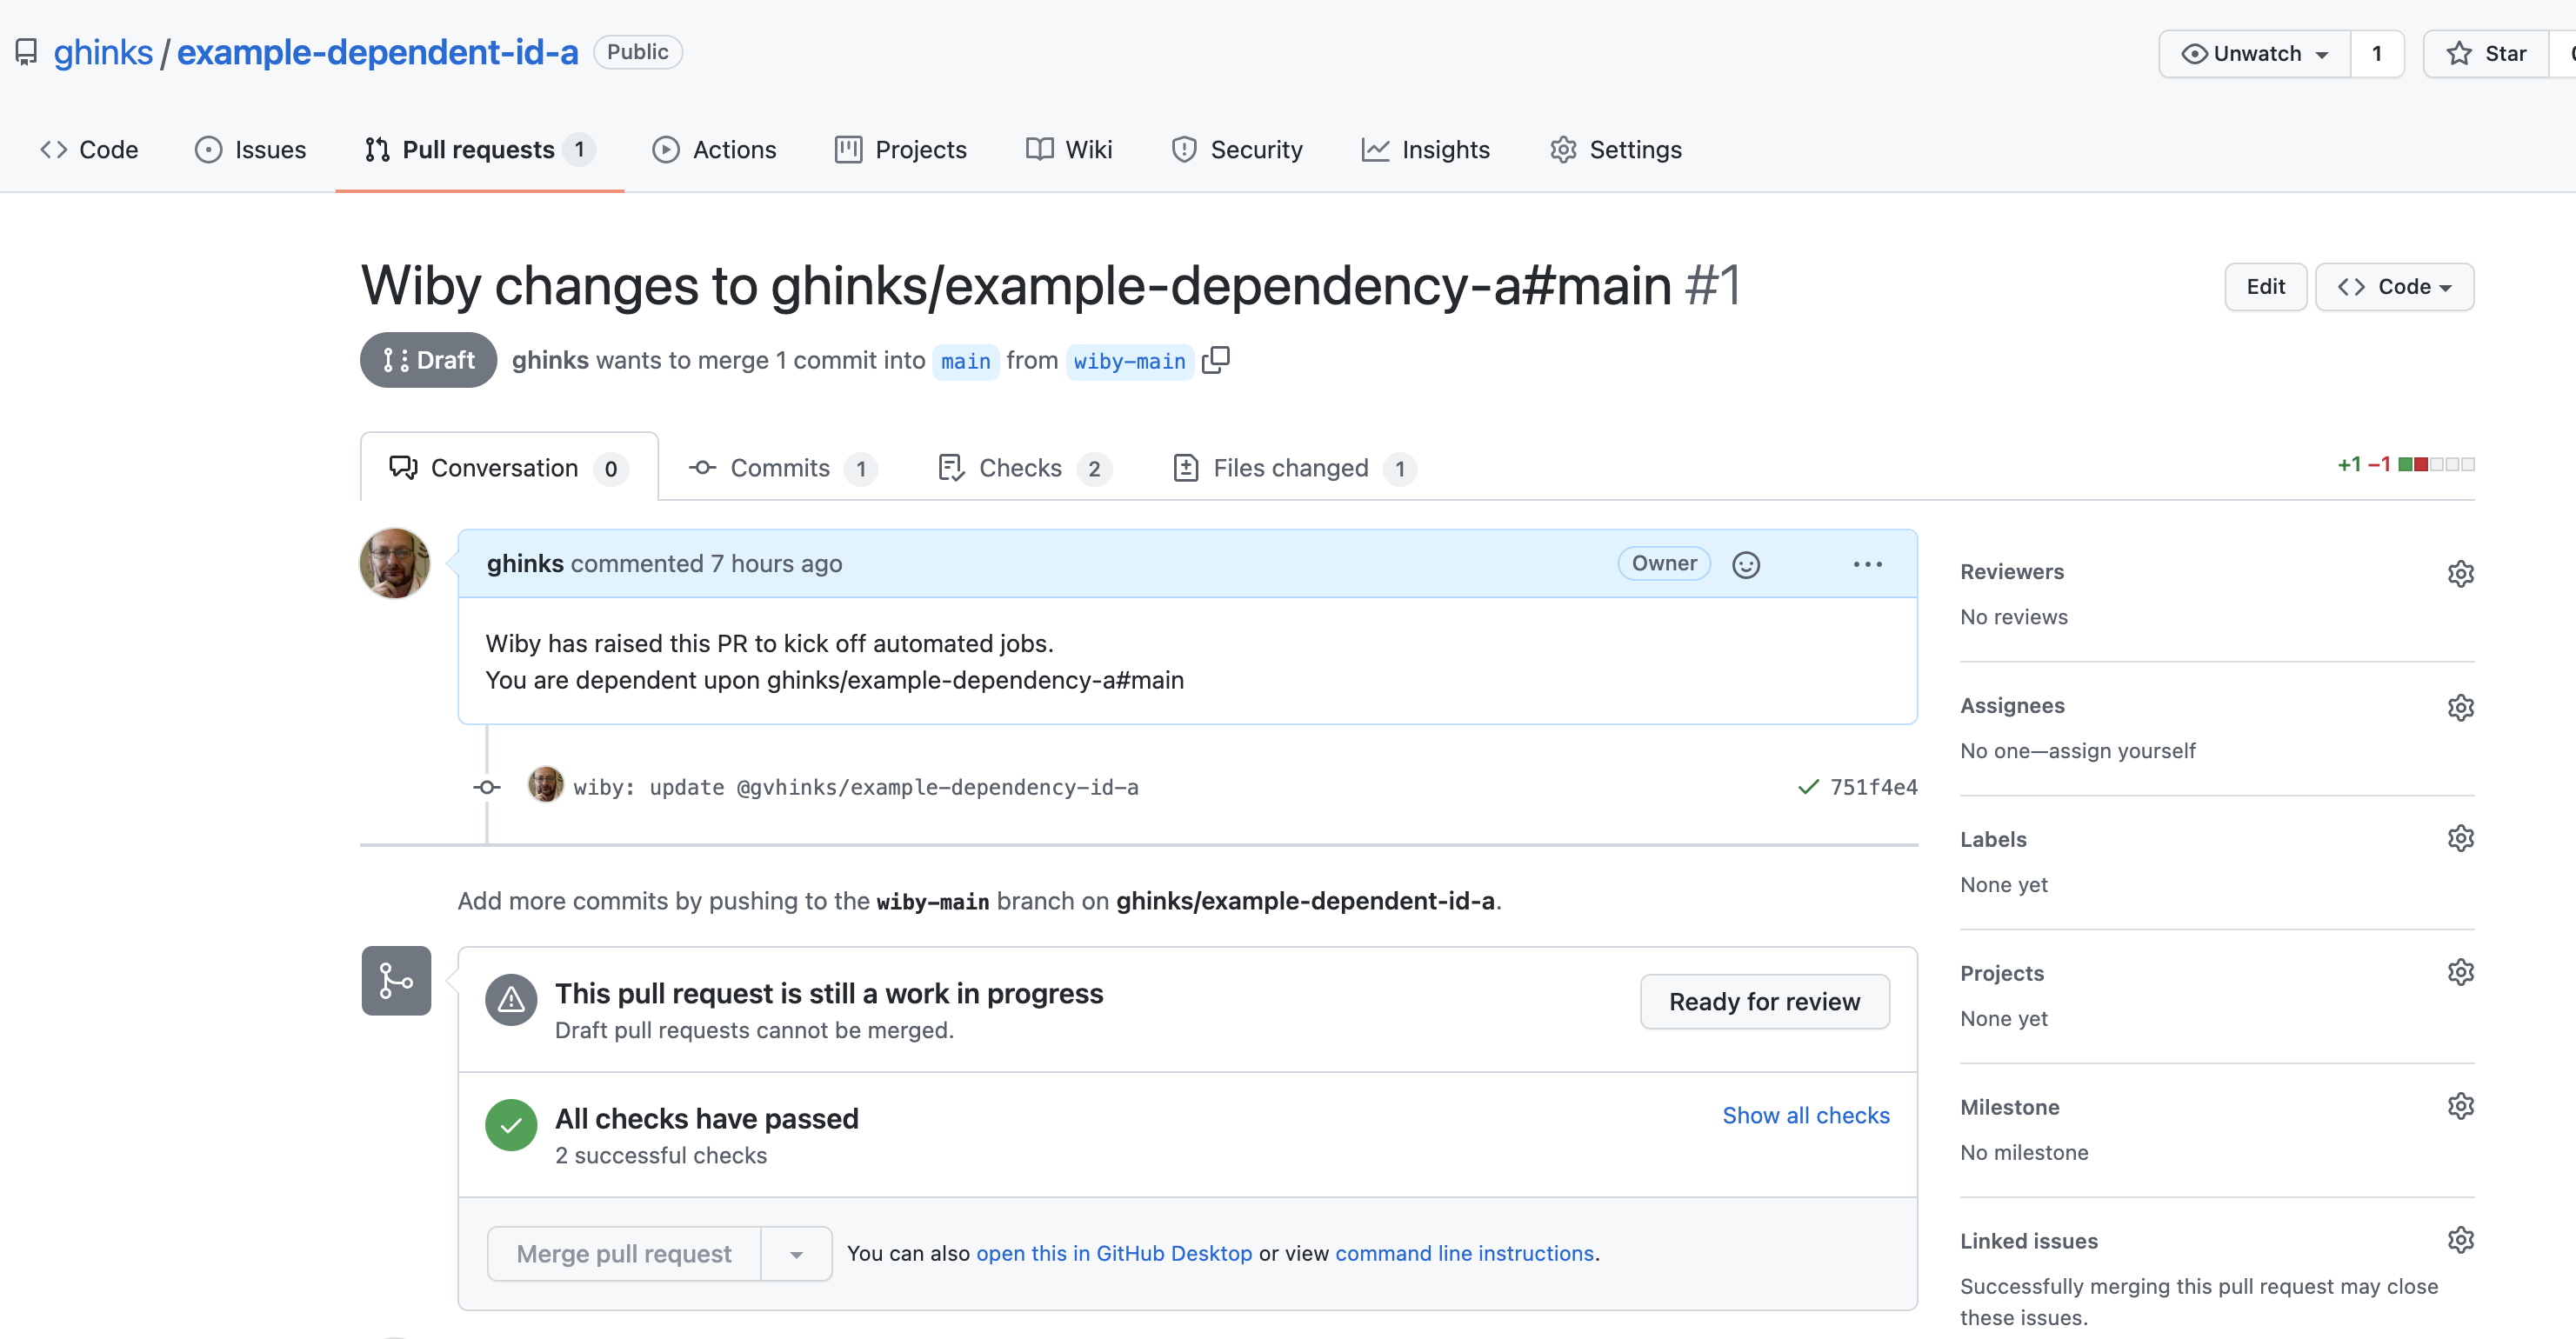 ghinks / example-dependent-id-a Public
Unwatch 1 Star
Code Issues Pull requests 1 Actions Projects Wiki Security Insights Settings
Wiby changes to ghinks/example-dependency-a#main #1
Edit Code
Draft ghinks wants to merge 1 commit into main from wiby-main
Conversation 0 Commits 1 Checks 2 Files changed 1
+1 −1
ghinks commented 7 hours ago Owner ...
Wiby has raised this PR to kick off automated jobs.
You are dependent upon ghinks/example-dependency-a#main
wiby: update @gvhinks/example-dependency-id-a 751f4e4
Add more commits by pushing to the wiby-main branch on ghinks/example-dependent-id-a.
This pull request is still a work in progress
Draft pull requests cannot be merged.
Ready for review
All checks have passed
2 successful checks
Show all checks
Merge pull request You can also open this in GitHub Desktop or view command line instructions.
Reviewers
No reviews
Assignees
No one—assign yourself
Labels
None yet
Projects
None yet
Milestone
No milestone
Linked issues
Successfully merging this pull request may close
these issues.